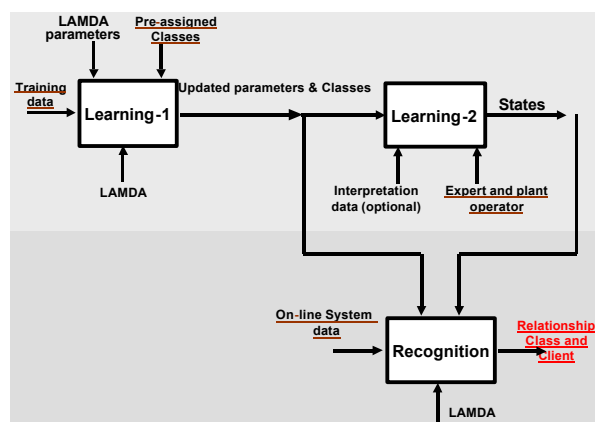 LAMDA
parameters
Pre-assigned
Classes
Training
data
Learning-1
Updated parameters & Classes
Learning-2
States
LAMDA
Interpretation
data (optional)
Expert and plant
operator
On-line System
data
Recognition
Relationship
Class and
Client
LAMDA